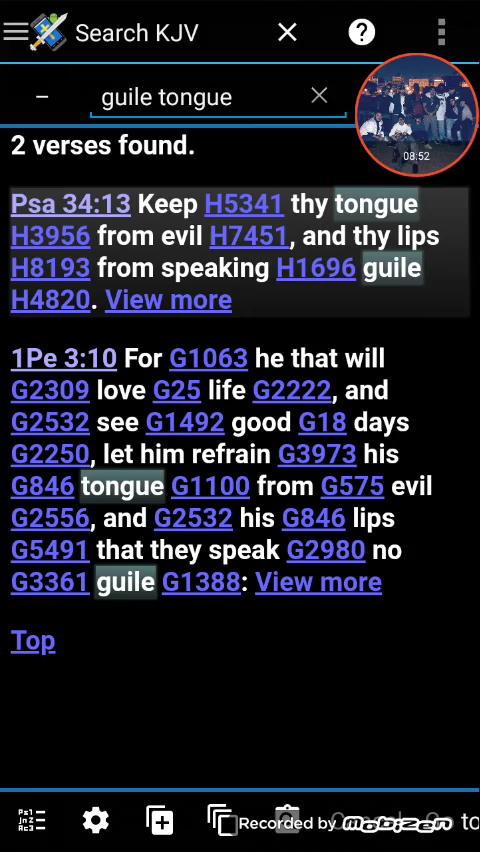 Search KJV
guile tongue
08:52
2 verses found.
Psa 34:13 Keep H5341 thy tongue
H3956 from evil H7451, and thy lips
H8193 from speaking H1696 guile
H4820. View more
1Pe 3:10 For G1063 he that will
G2309 love G25 life G2222, and
G2532 see G1492 good G18 days
G2250, let him refrain G3973 his
G846 tongue G1100 from G575 evil
G2556, and G2532 his G846 lips
G5491 that they speak G2980 no
G3361 guile G1388: View more
Top
Ps1
Jn2
Ac3
Recorded by mobizen
to